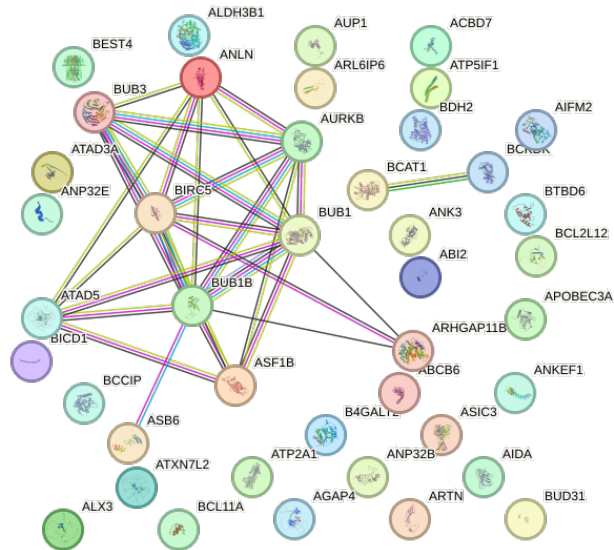 ALDH3B1
AUP1
ACBD7
BEST4
ANLN
ARL6IP6
ATP5IF1
BUB3
AURKB
BDH2
AIFM2
ATAD3A
BCAT1
BCKDK
ANP32E
BIRC5
BUB1
ANK3
BTBD6
BCL2L12
ABI2
BUB1B
ATAD5
APOBEC3A
BICD1
ASF1B
ARHGAP11B
ABCB6
ANKEF1
BCCIP
ASB6
B4GALT2
ASIC3
ATXN7L2
ATP2A1
ANP32B
AIDA
ALX3
BCL11A
AGAP4
ARTN
BUD31